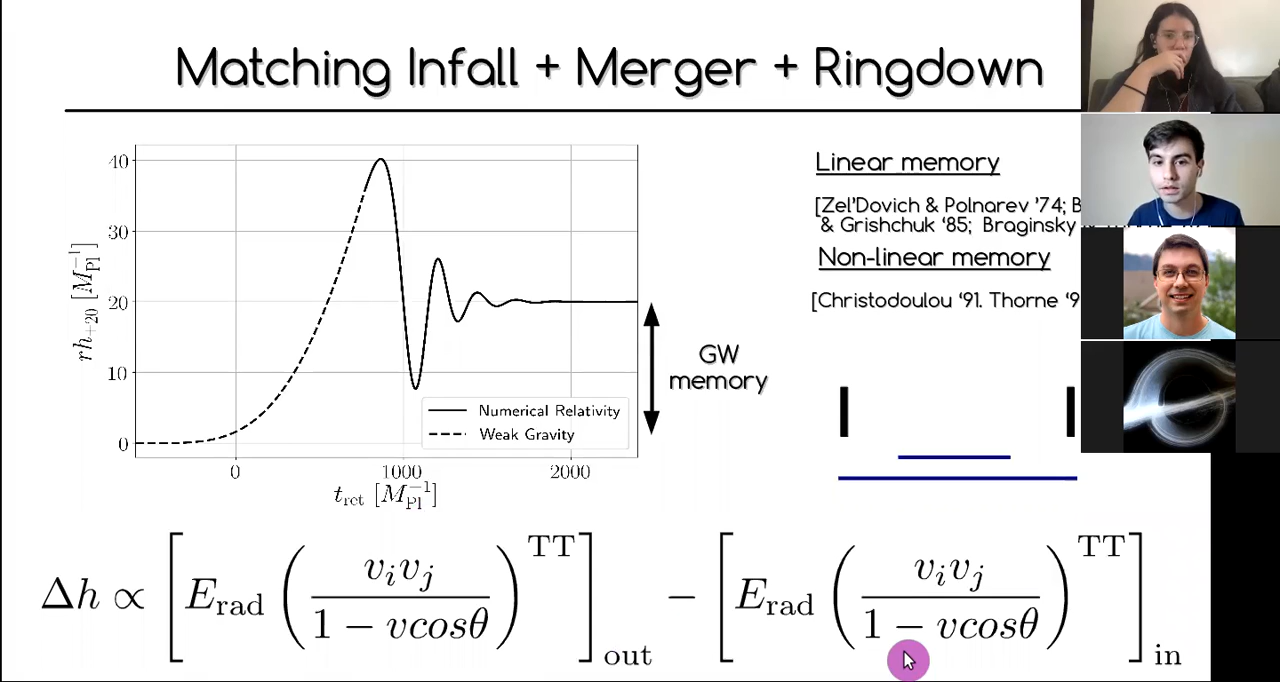 Matching Infall + Merger + Ringdown
40
30
20
10
0
0
1000
2000
rh₊₂₀ [M_Pl⁻¹]
t_ret [M_Pl⁻¹]
Numerical Relativity
Weak Gravity
GW
memory
Linear memory
[Zel'Dovich & Polnarev '74; B
& Grishchuk '85; Braginsky
Non-linear memory
[Christodoulou '91. Thorne '9
Δh ∝ [E_rad (v_i v_j / 1 − vcosθ)^TT]_out − [E_rad (v_i v_j / 1 − vcosθ)^TT]_in